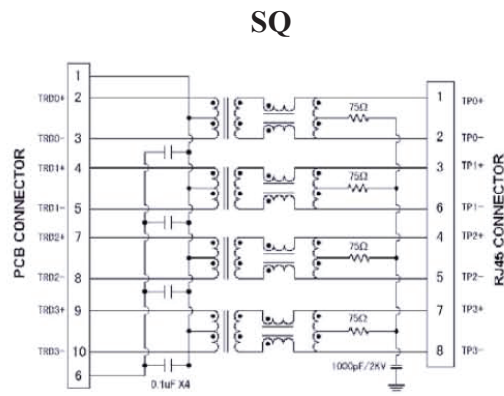 SQ
PCB CONNECTOR
1
TRD0+ 2
TRD0- 3
TRD1+ 4
TRD1- 5
TRD2+ 7
TRD2- 8
TRD3+ 9
TRD3- 10
6
0.1uF X4
75Ω
75Ω
75Ω
75Ω
1000pF/2KV
1 TP0+
2 TP0-
3 TP1+
6 TP1-
4 TP2+
5 TP2-
7 TP3+
8 TP3-
RJ45 CONNECTOR